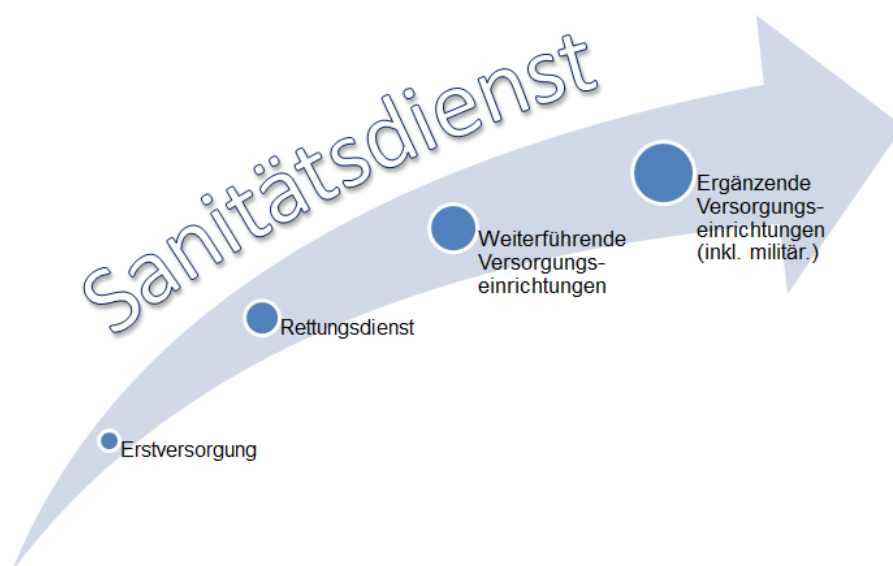 Sanitätsdienst
Erstversorgung
Rettungsdienst
Weiterführende
Versorgungs-
einrichtungen
Ergänzende
Versorgungs-
einrichtungen
(inkl. militär.)